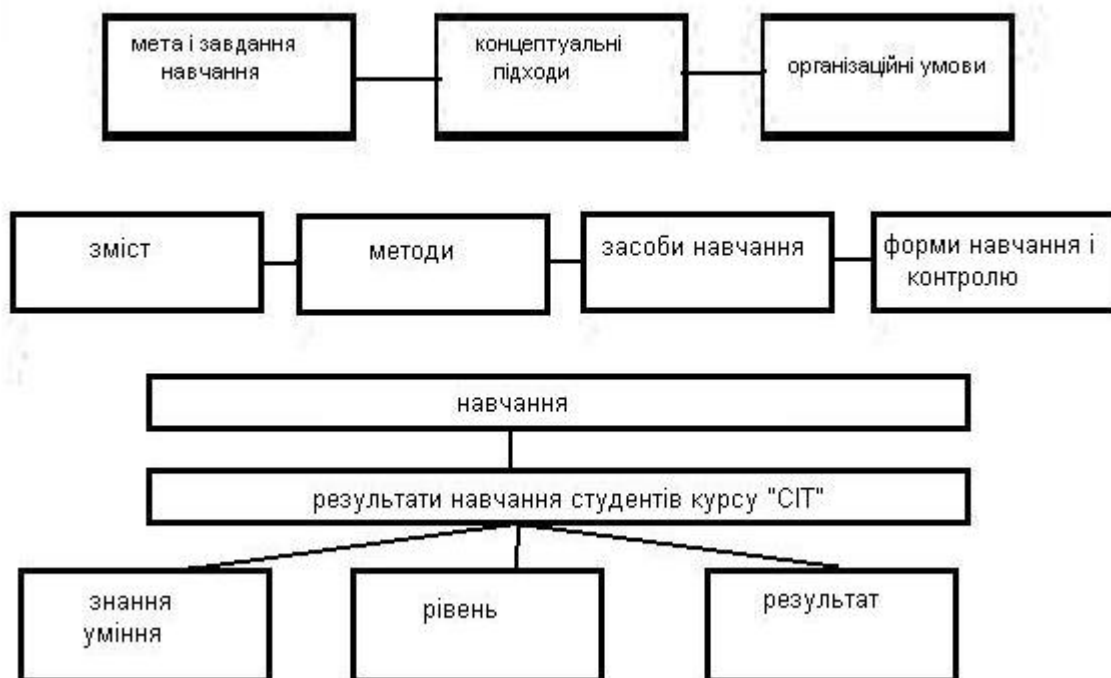 мета і завдання
навчання
концептуальні
підходи
організаційні умови
зміст
методи
засоби навчання
форми навчання і
контролю
навчання
результати навчання студентів курсу "СІТ"
знання
уміння
рівень
результат